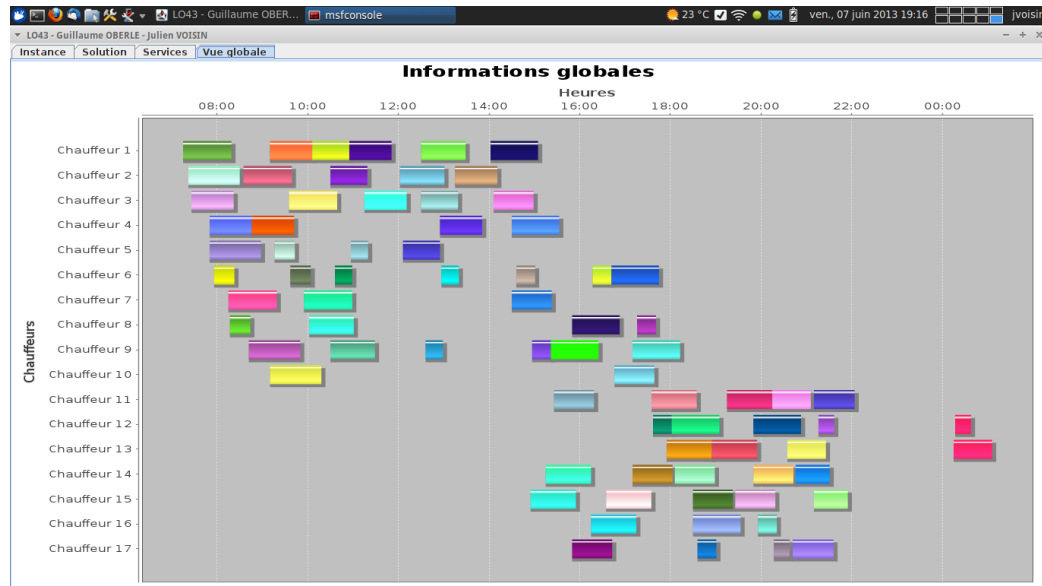 LO43 - Guillaume OBER... msfconsole 23 °C ven., 07 juin 2013 19:16 jvoisin
LO43 - Guillaume OBERLE - Julien VOISIN
Instance Solution Services Vue globale
Informations globales
Heures
08:00 10:00 12:00 14:00 16:00 18:00 20:00 22:00 00:00
Chauffeur 1
Chauffeur 2
Chauffeur 3
Chauffeur 4
Chauffeur 5
Chauffeur 6
Chauffeur 7
Chauffeur 8
Chauffeur 9
Chauffeur 10
Chauffeur 11
Chauffeur 12
Chauffeur 13
Chauffeur 14
Chauffeur 15
Chauffeur 16
Chauffeur 17
Chauffeurs